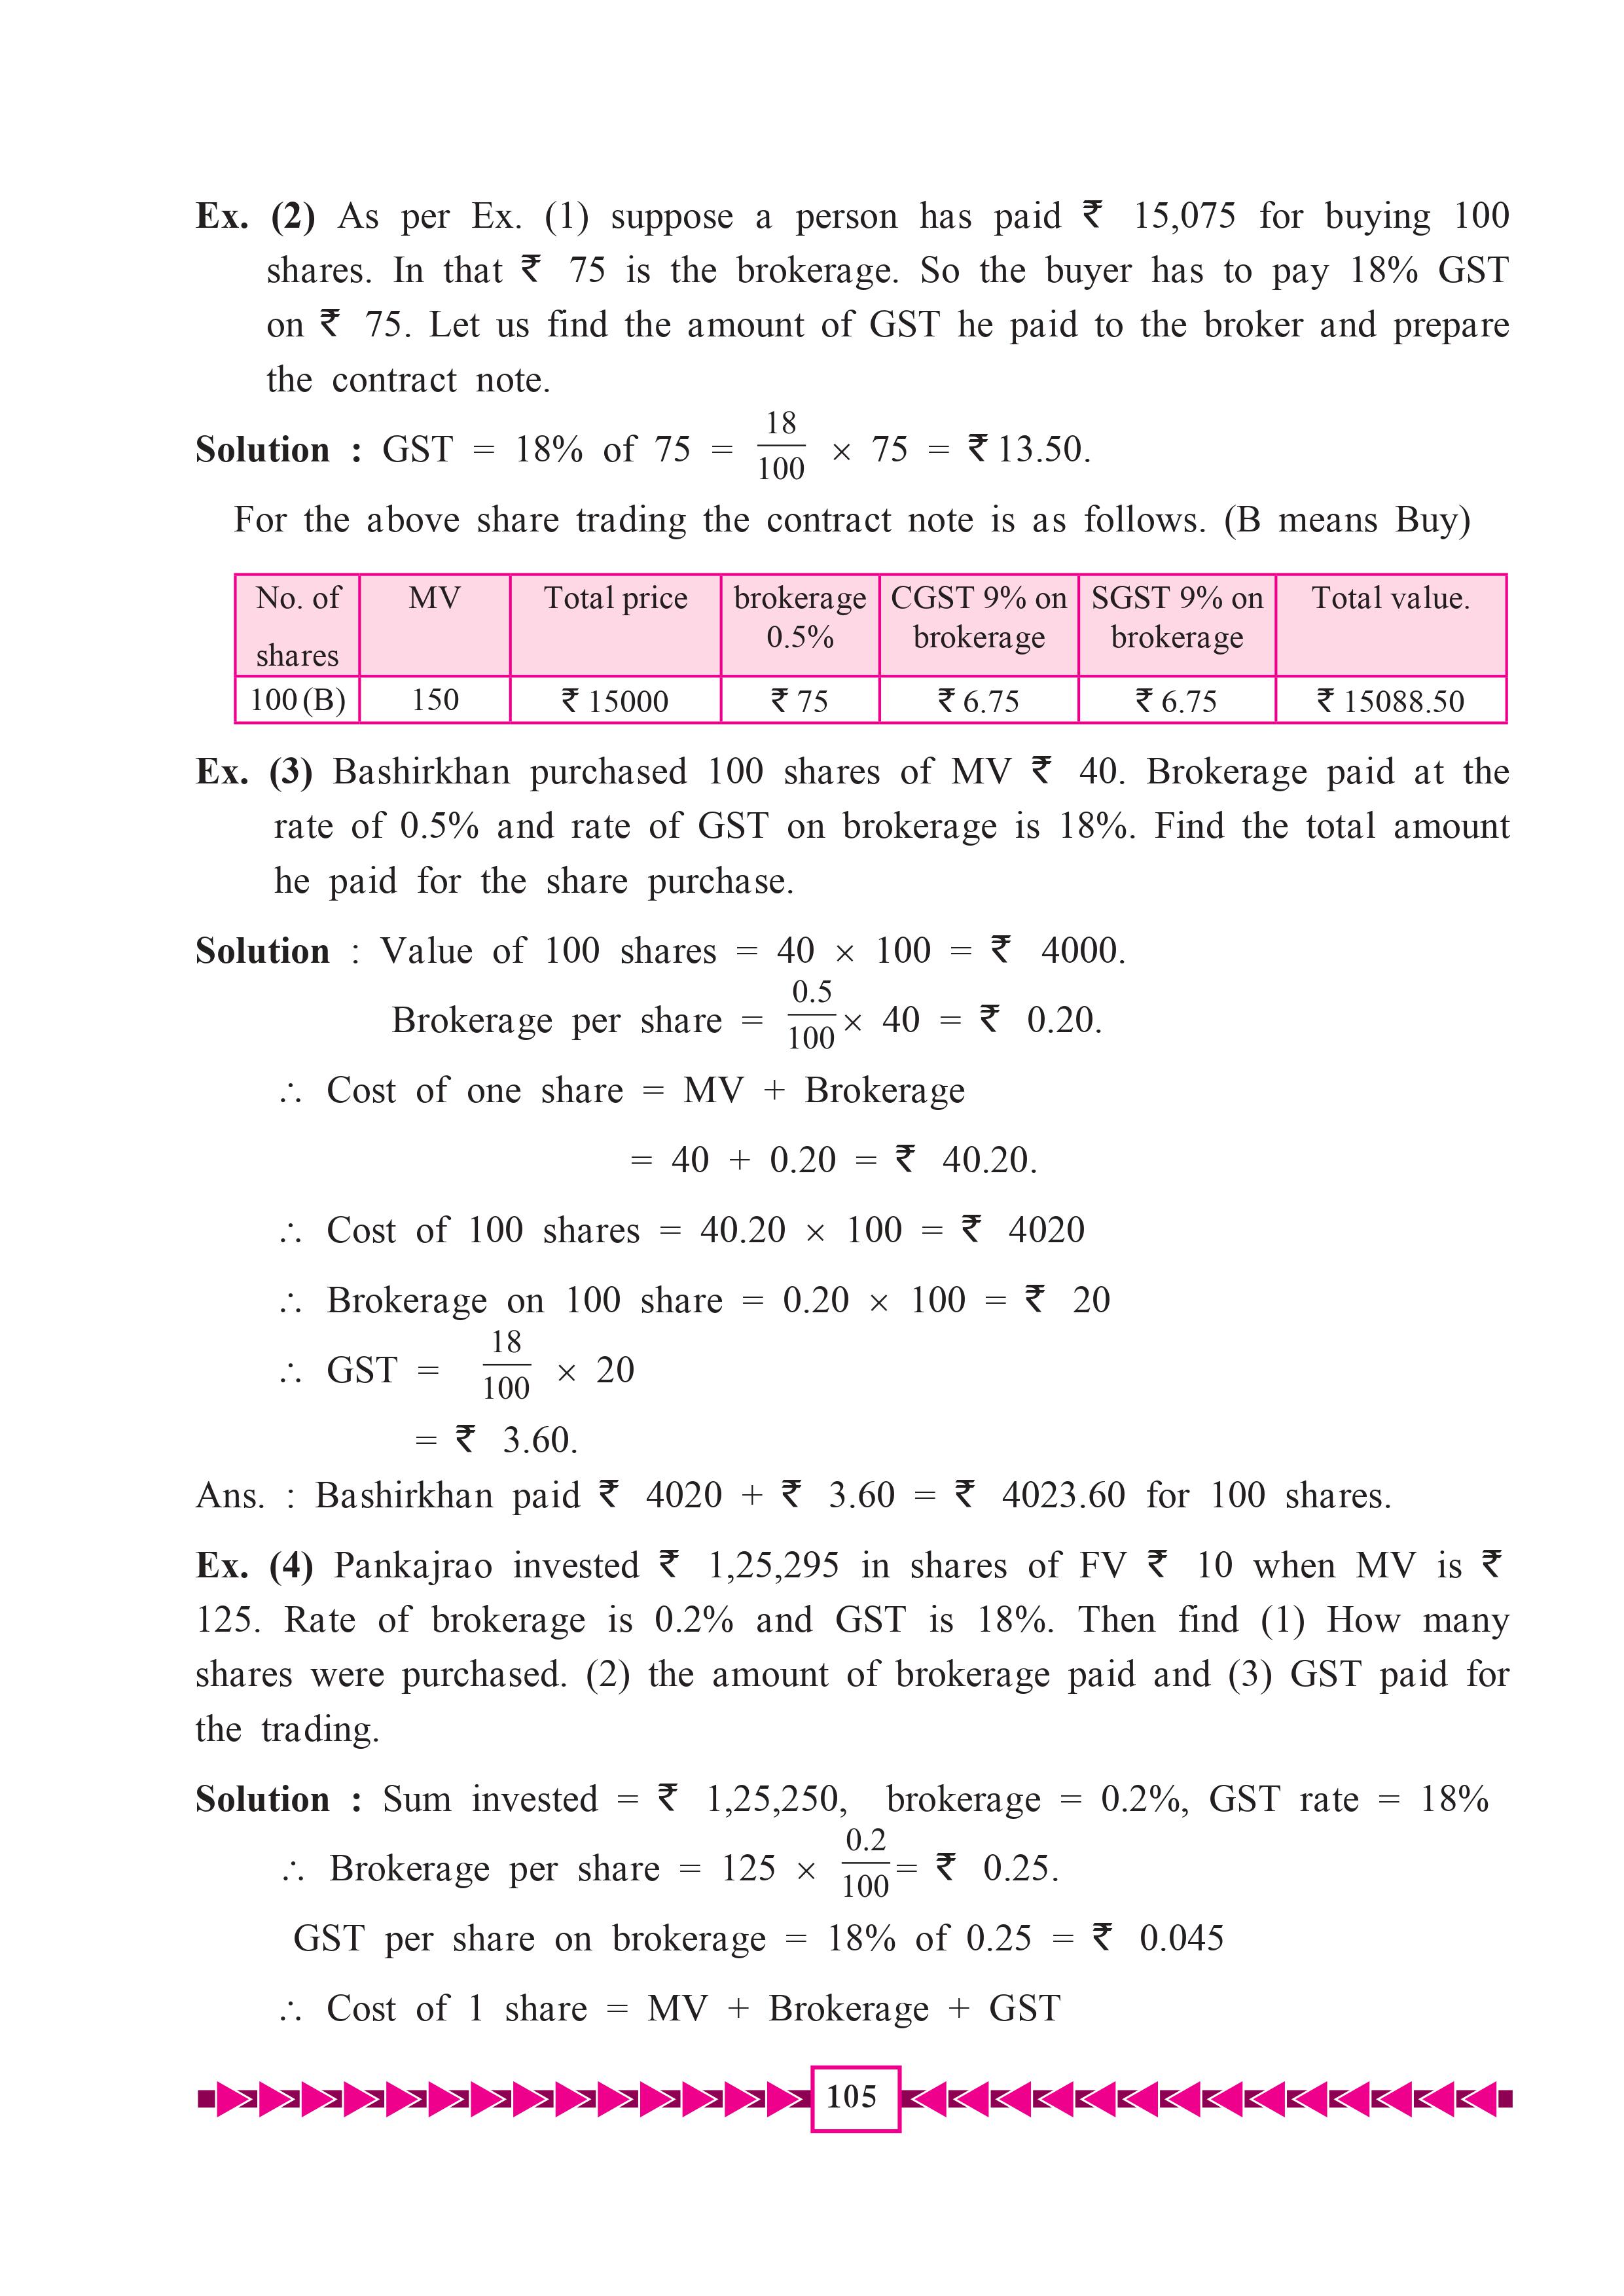 Ex. (2) As per Ex. (1) suppose a person has paid ₹ 15,075 for buying 100
shares. In that ₹ 75 is the brokerage. So the buyer has to pay 18% GST
on ₹ 75. Let us find the amount of GST he paid to the broker and prepare
the contract note.
Solution : GST = 18% of 75 = 18/100 × 75 = ₹ 13.50.
For the above share trading the contract note is as follows. (B means Buy)
No. of shares | MV | Total price | brokerage 0.5% | CGST 9% on brokerage | SGST 9% on brokerage | Total value.
100 (B) | 150 | ₹ 15000 | ₹ 75 | ₹ 6.75 | ₹ 6.75 | ₹ 15088.50
Ex. (3) Bashirkhan purchased 100 shares of MV ₹ 40. Brokerage paid at the
rate of 0.5% and rate of GST on brokerage is 18%. Find the total amount
he paid for the share purchase.
Solution : Value of 100 shares = 40 × 100 = ₹ 4000.
Brokerage per share = 0.5/100 × 40 = ₹ 0.20.
∴ Cost of one share = MV + Brokerage
= 40 + 0.20 = ₹ 40.20.
∴ Cost of 100 shares = 40.20 × 100 = ₹ 4020
∴ Brokerage on 100 share = 0.20 × 100 = ₹ 20
∴ GST = 18/100 × 20
= ₹ 3.60.
Ans. : Bashirkhan paid ₹ 4020 + ₹ 3.60 = ₹ 4023.60 for 100 shares.
Ex. (4) Pankajrao invested ₹ 1,25,295 in shares of FV ₹ 10 when MV is ₹
125. Rate of brokerage is 0.2% and GST is 18%. Then find (1) How many
shares were purchased. (2) the amount of brokerage paid and (3) GST paid for
the trading.
Solution : Sum invested = ₹ 1,25,250, brokerage = 0.2%, GST rate = 18%
∴ Brokerage per share = 125 × 0.2/100 = ₹ 0.25.
GST per share on brokerage = 18% of 0.25 = ₹ 0.045
∴ Cost of 1 share = MV + Brokerage + GST
105